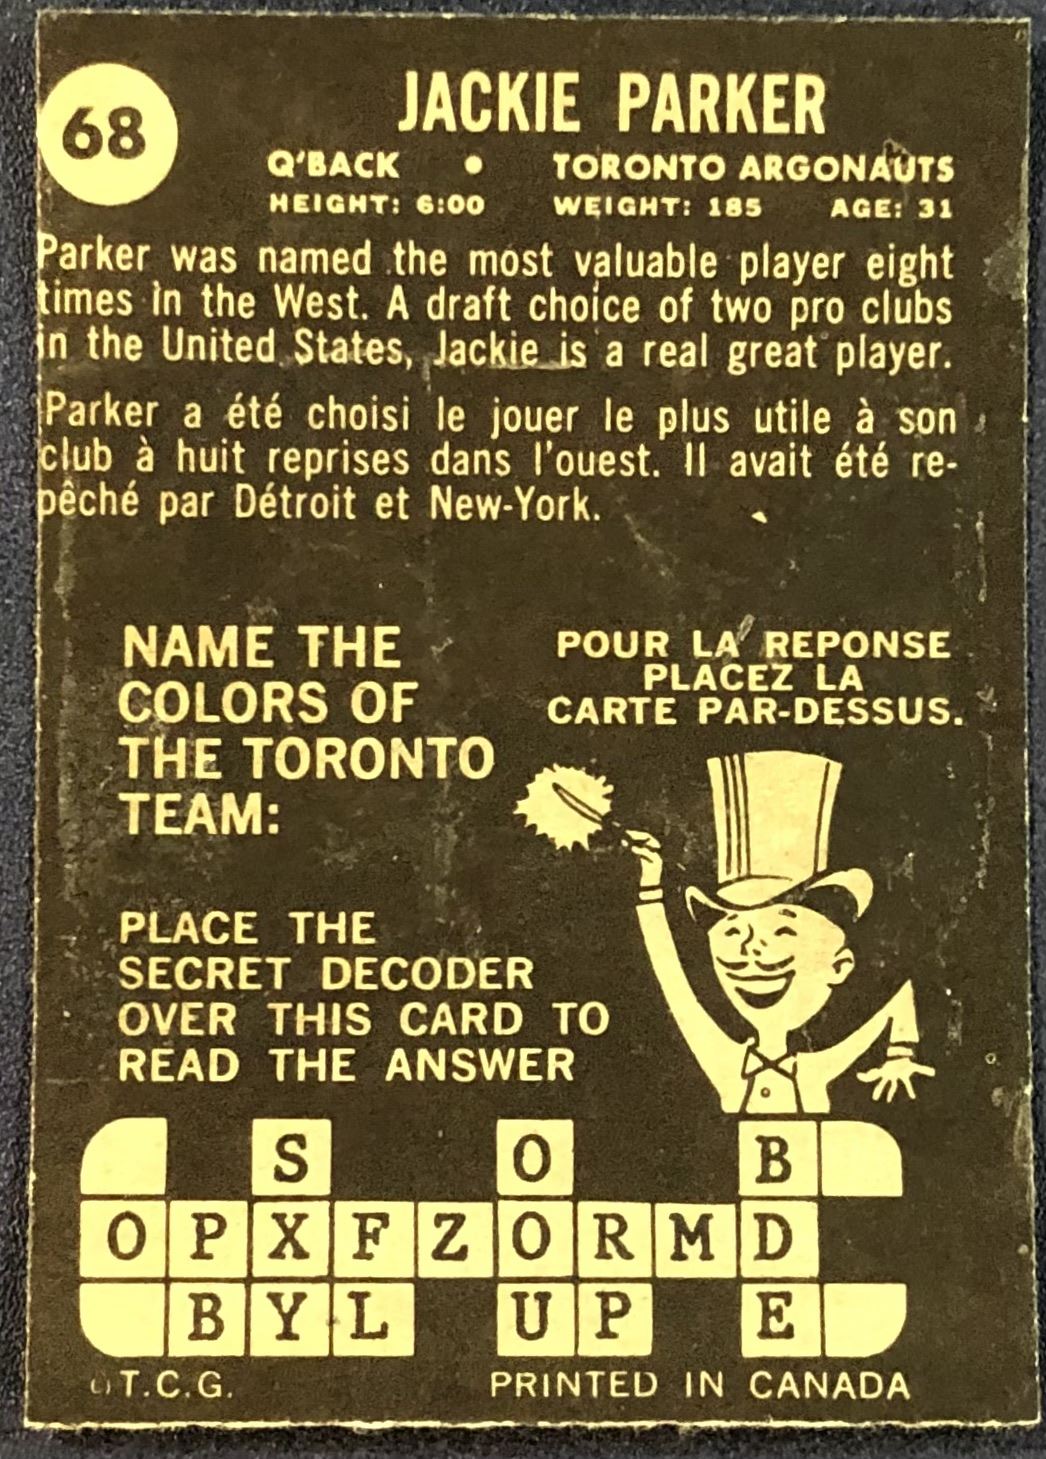 68
JACKIE PARKER
Q'BACK • TORONTO ARGONAUTS
HEIGHT: 6:00 WEIGHT: 185 AGE: 31
Parker was named the most valuable player eight
times in the West. A draft choice of two pro clubs
in the United States, Jackie is a real great player.
Parker a été choisi le jouer le plus utile à son
club à huit reprises dans l'ouest. Il avait été re-
pêché par Détroit et New-York.
NAME THE
COLORS OF
THE TORONTO
TEAM:
POUR LA REPONSE
PLACEZ LA
CARTE PAR-DESSUS.
PLACE THE
SECRET DECODER
OVER THIS CARD TO
READ THE ANSWER
S O B
O P X F Z O R M D
B Y L U P E
©T.C.G. PRINTED IN CANADA